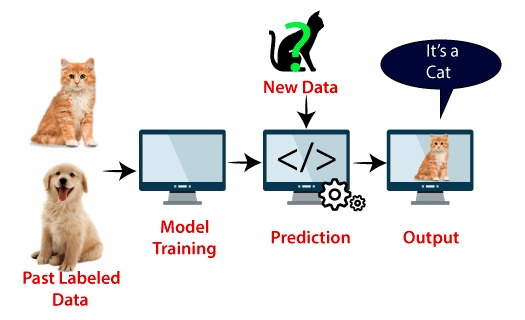 It's a
Cat
?
New Data
</>
Model
Training
Prediction
Output
Past Labeled
Data